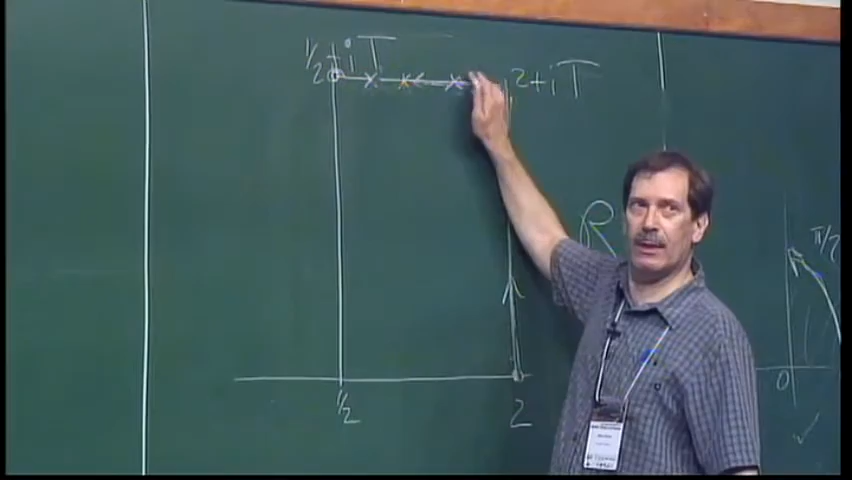 1/2 + iT
2+iT
R
π/2
1/2
2
0